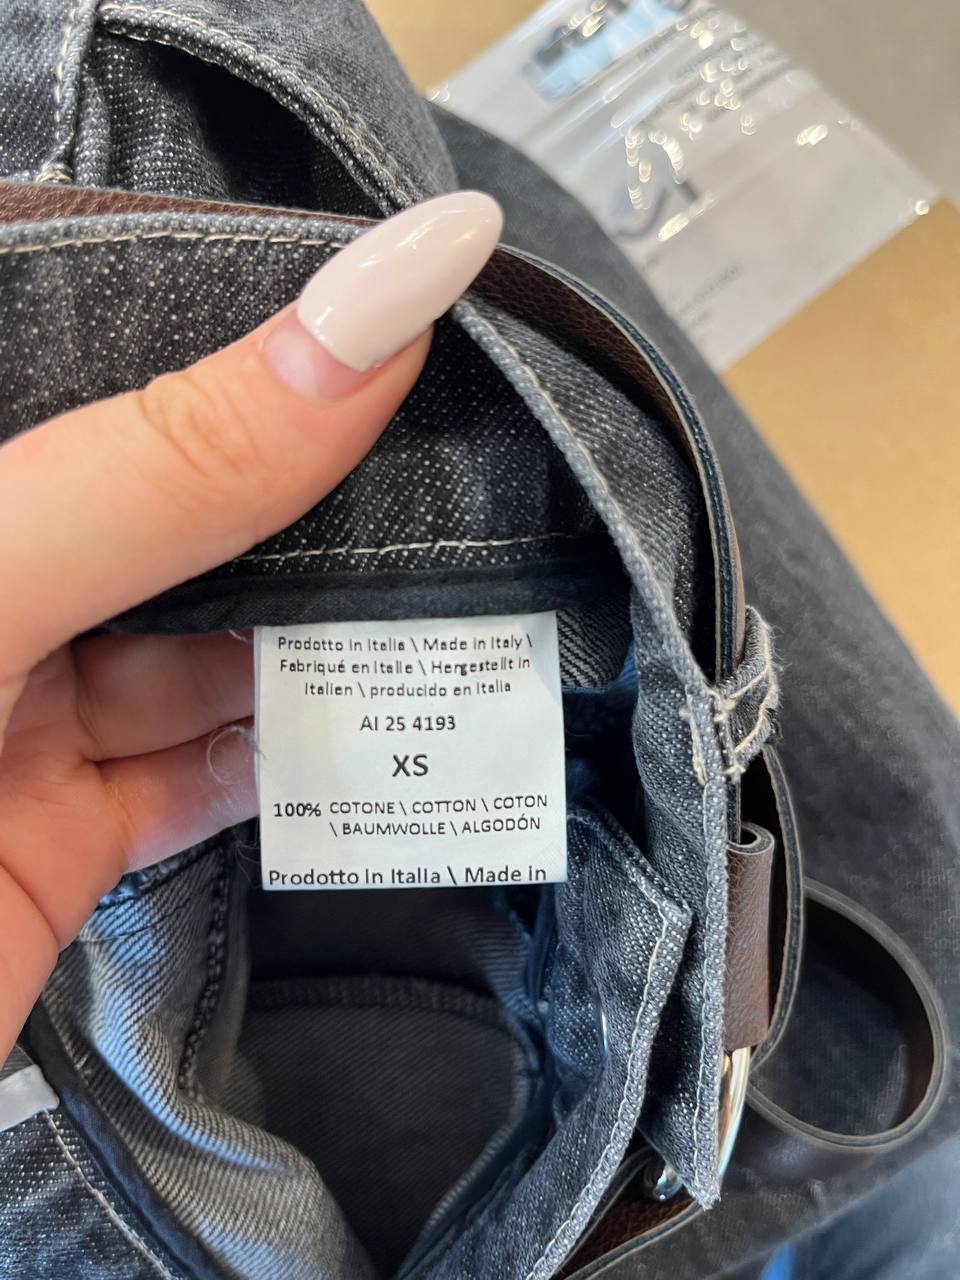 Prodotto in Italia \ Made in Italy \
Fabriqué en Italie \ Hergestellt in
Italien \ producido en Italia
AI 25 4193
XS
100% COTONE \ COTTON \ COTON
\ BAUMWOLLE \ ALGODÓN
Prodotto in Italia \ Made in